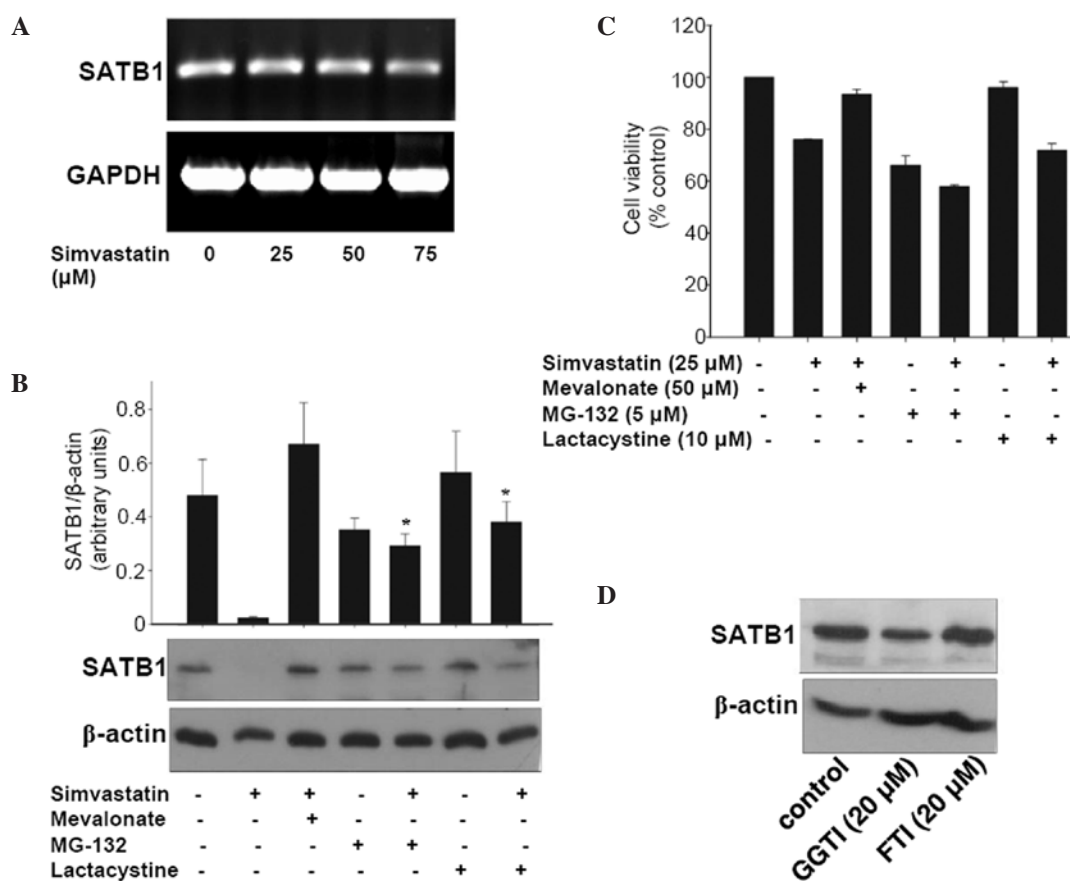 A
SATB1
GAPDH
Simvastatin (μM) 0 25 50 75
B
SATB1/β-actin (arbitrary units)
0.8
0.6
0.4
0.2
0
* *
SATB1
β-actin
Simvastatin - + + - + - +
Mevalonate - - + - - - -
MG-132 - - - + + - -
Lactacystine - - - - - + +
C
Cell viability (% control)
120
100
80
60
40
20
0
Simvastatin (25 μM) - + + - + - +
Mevalonate (50 μM) - - + - - - -
MG-132 (5 μM) - - - + + - -
Lactacystine (10 μM) - - - - - + +
D
SATB1
β-actin
control
GGTI (20 μM)
FTI (20 μM)